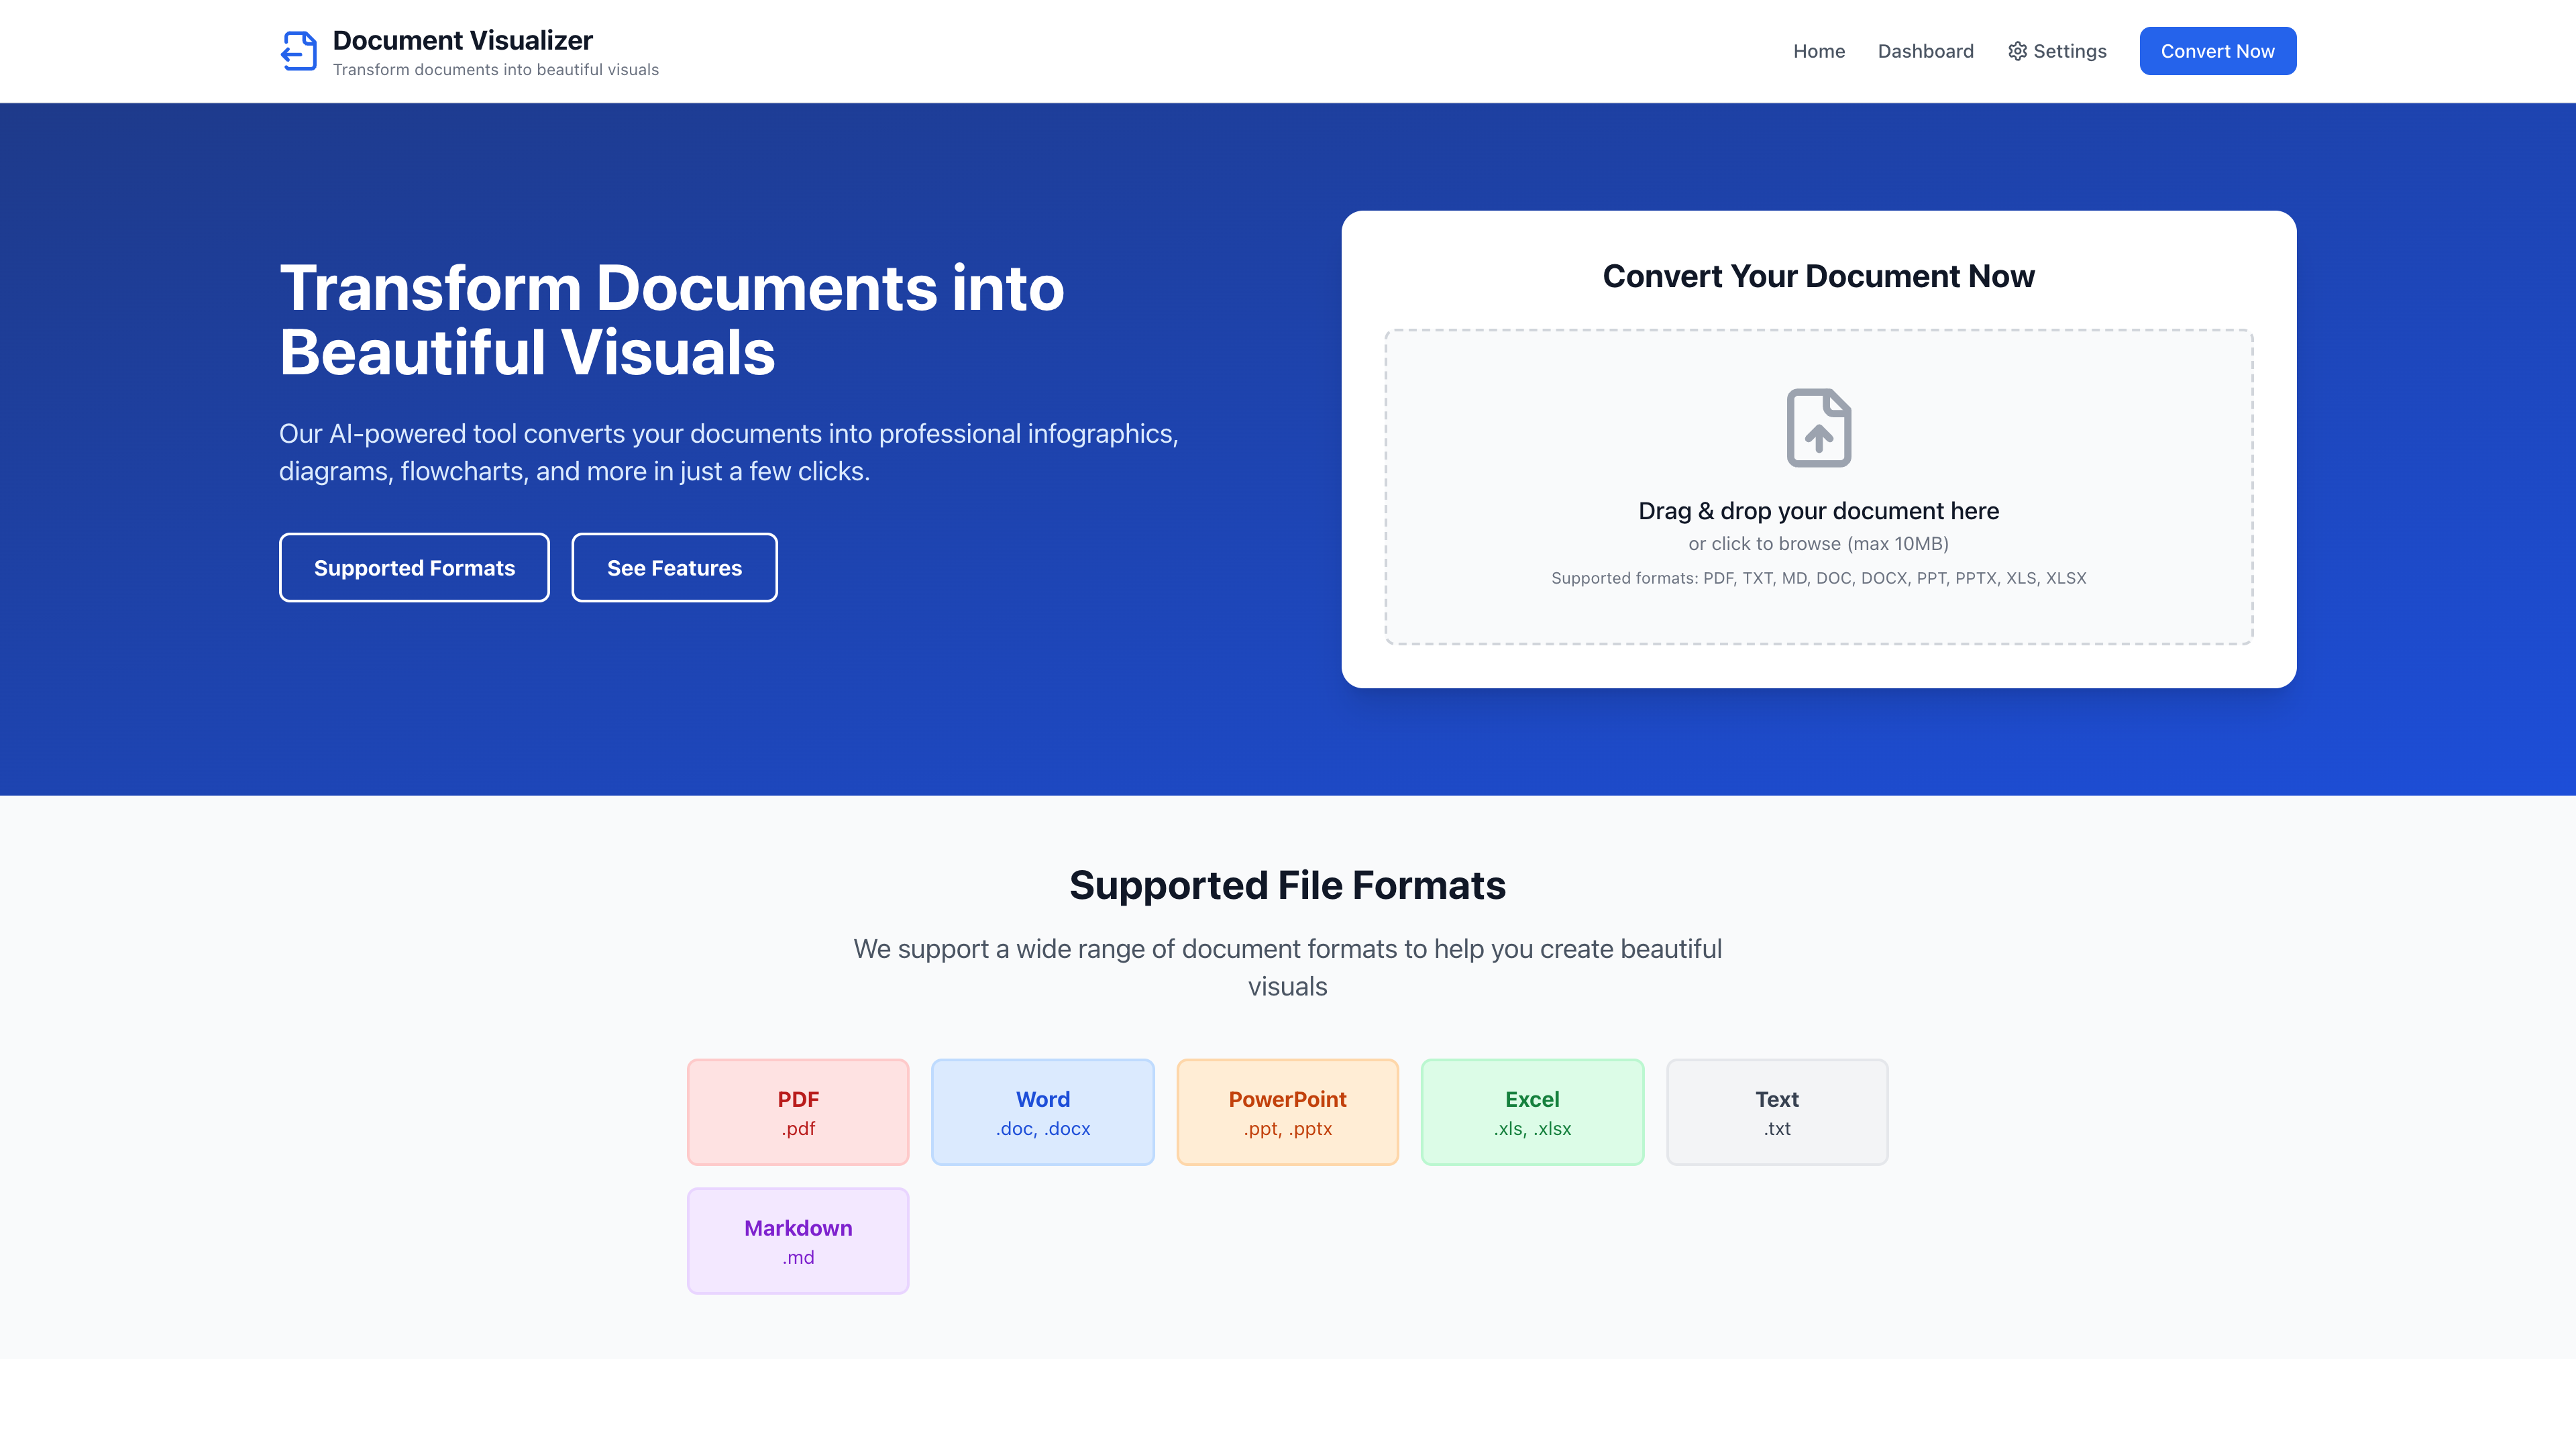 Document Visualizer
Transform documents into beautiful visuals
Home
Dashboard
Settings
Convert Now
Transform Documents into
Beautiful Visuals
Our AI-powered tool converts your documents into professional infographics,
diagrams, flowcharts, and more in just a few clicks.
Supported Formats
See Features
Convert Your Document Now
Drag & drop your document here
or click to browse (max 10MB)
Supported formats: PDF, TXT, MD, DOC, DOCX, PPT, PPTX, XLS, XLSX
Supported File Formats
We support a wide range of document formats to help you create beautiful
visuals
PDF
.pdf
Word
.doc, .docx
PowerPoint
.ppt, .pptx
Excel
.xls, .xlsx
Text
.txt
Markdown
.md